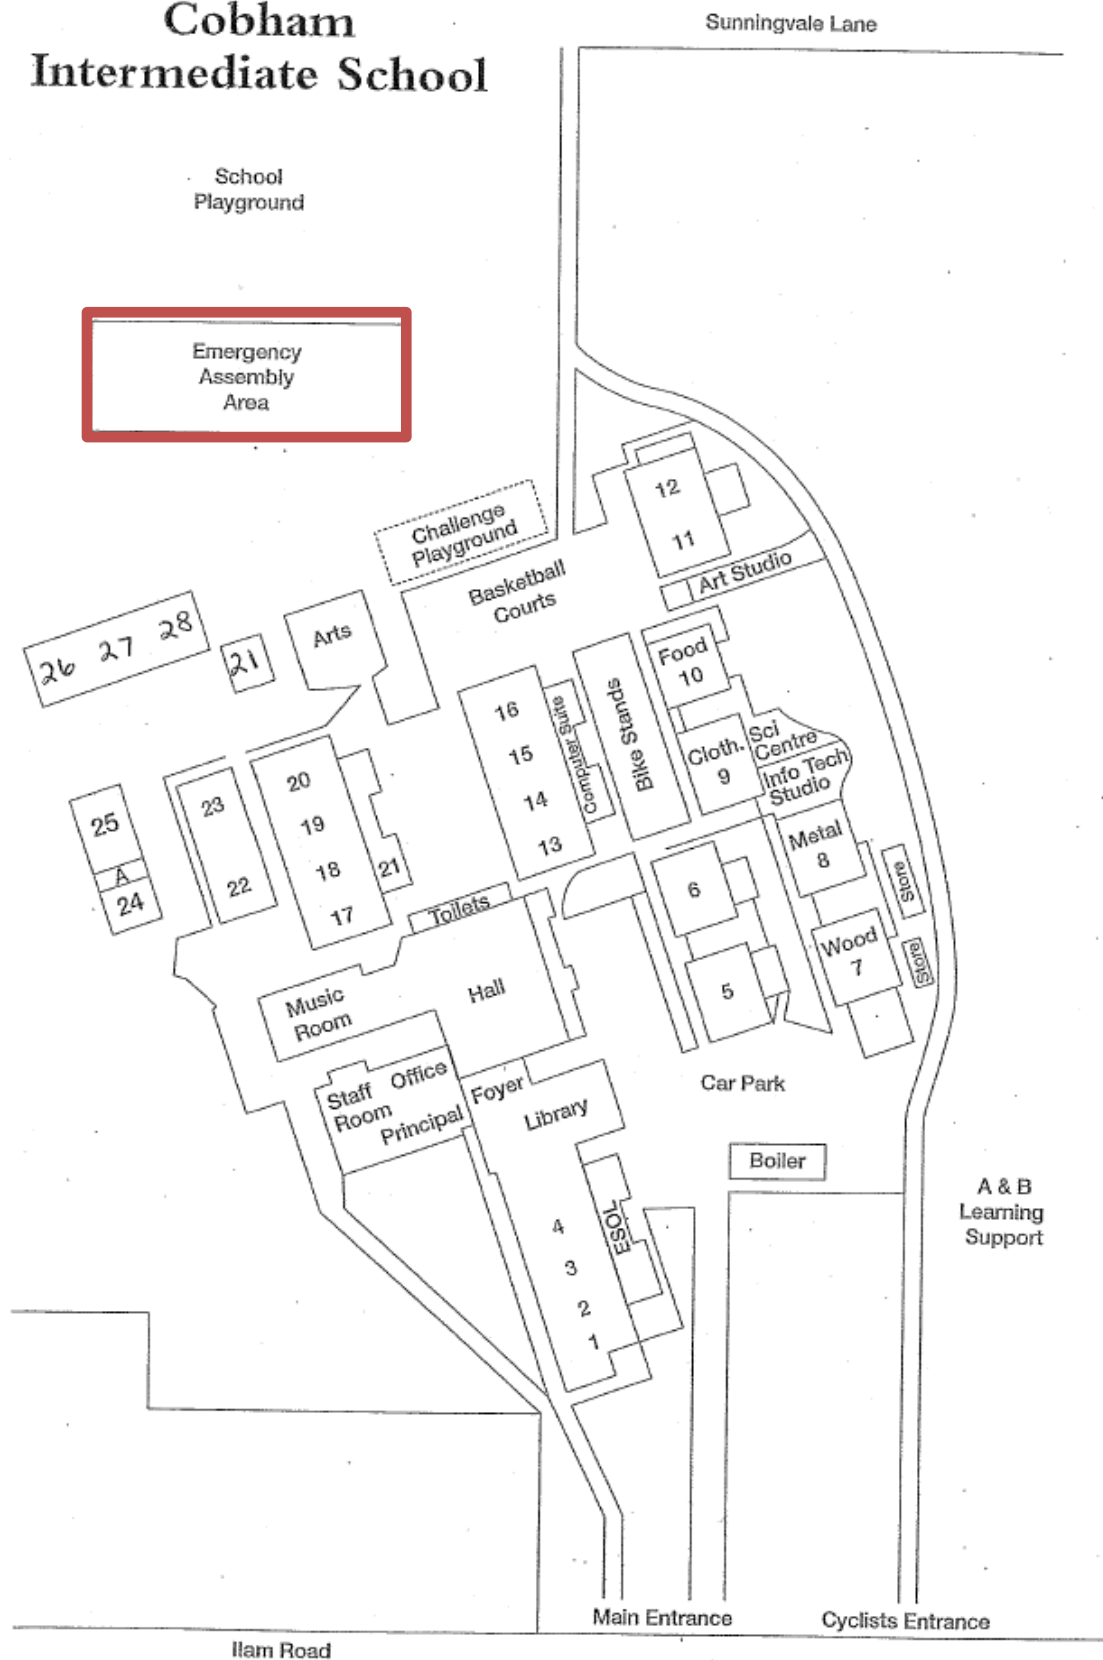 Cobham
Intermediate School
Sunningvale Lane
School
Playground
Emergency
Assembly
Area
Challenge
Playground
Basketball
Courts
12
11
Art Studio
26 27 28
21
Arts
Food
10
16
15
14
13
Computer Suite
Bike Stands
Cloth.
9
Sci
Centre
Info Tech
Studio
Metal
8
Store
Wood
7
Store
25
A
24
23
22
20
19
18
17
21
Toilets
6
5
Music
Room
Hall
Staff
Room
Office
Principal
Foyer
Library
Car Park
Boiler
A & B
Learning
Support
ESOL
4
3
2
1
Main Entrance
Cyclists Entrance
Ilam Road